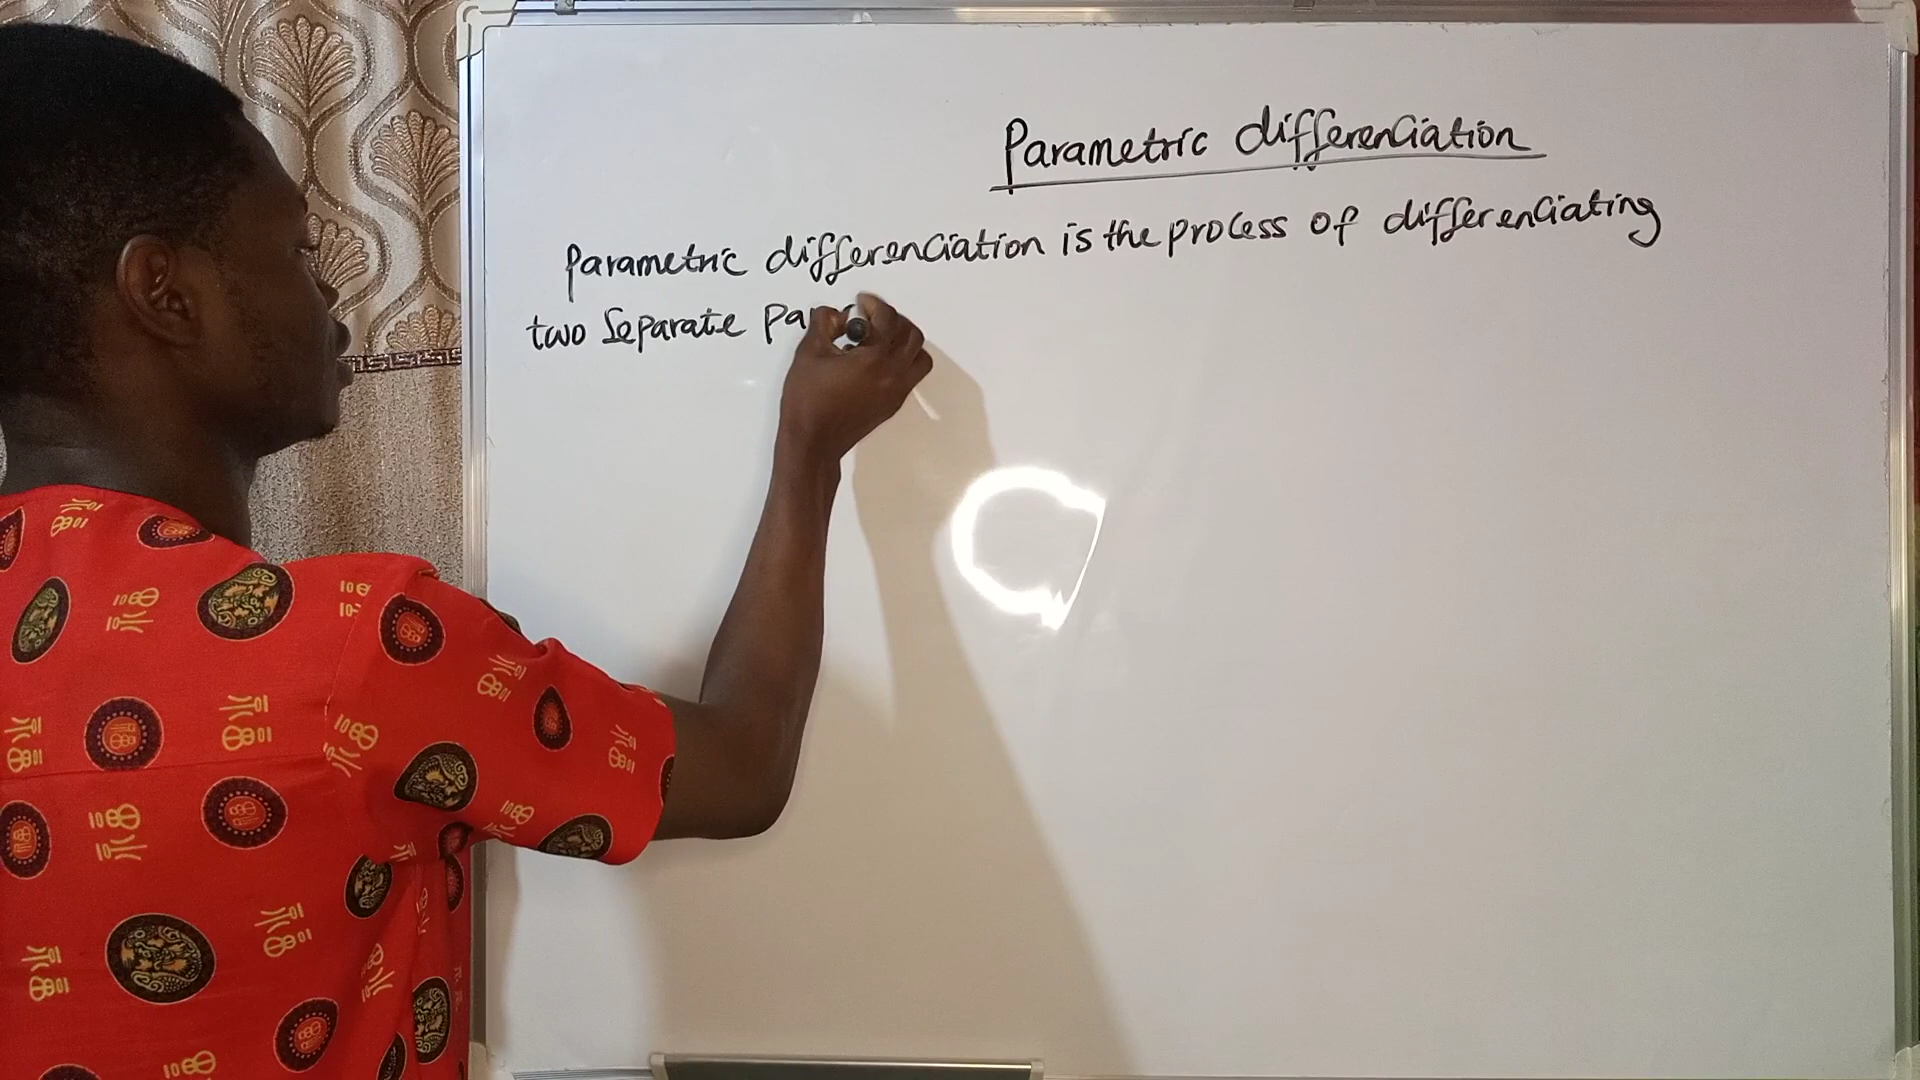 Parametric differenciation
Parametric differenciation is the process of differenciating
two separate